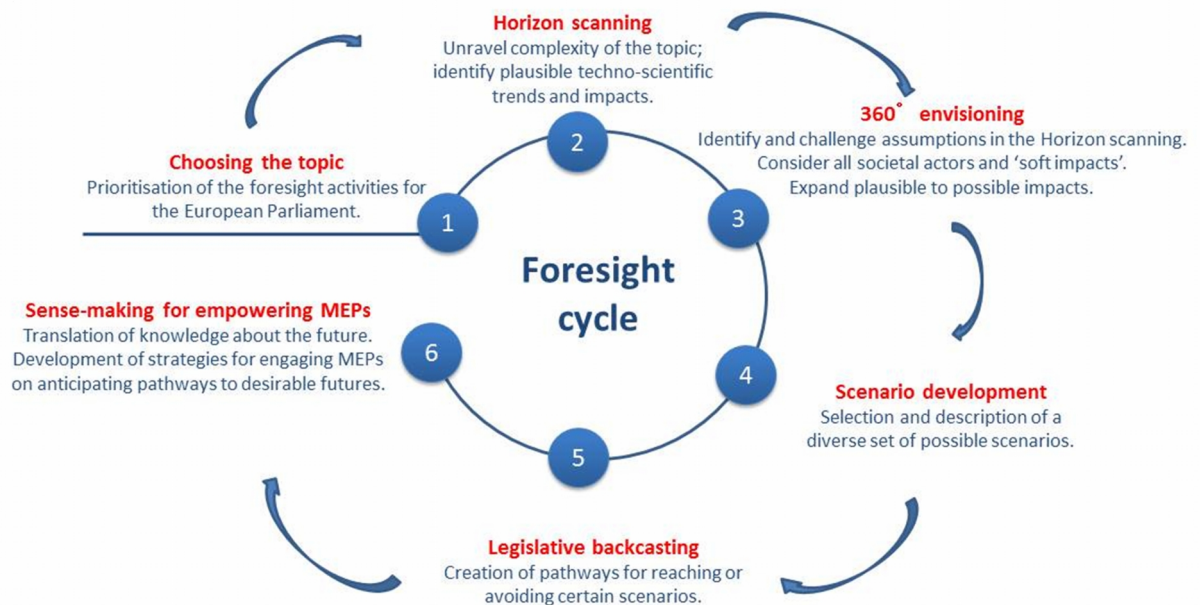 Horizon scanning
Unravel complexity of the topic;
identify plausible techno-scientific
trends and impacts.
2
360° envisioning
Identify and challenge assumptions in the Horizon scanning.
Consider all societal actors and ‘soft impacts’.
Expand plausible to possible impacts.
3
Choosing the topic
Prioritisation of the foresight activities for
the European Parliament.
1
Foresight
cycle
Sense-making for empowering MEPs
Translation of knowledge about the future.
Development of strategies for engaging MEPs
on anticipating pathways to desirable futures.
6
4
Scenario development
Selection and description of a
diverse set of possible scenarios.
5
Legislative backcasting
Creation of pathways for reaching or
avoiding certain scenarios.